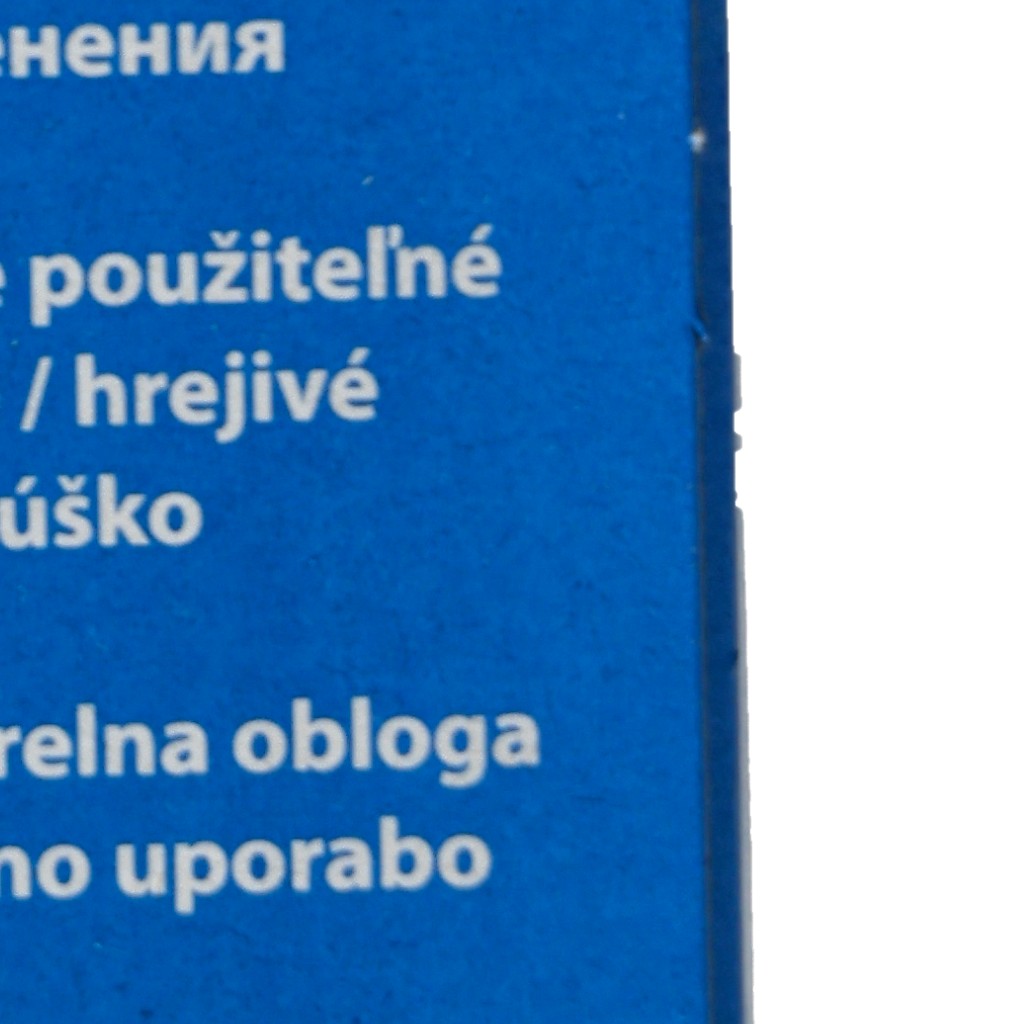 енения
použiteľné
/ hrejivé
úško
relna obloga
no uporabo